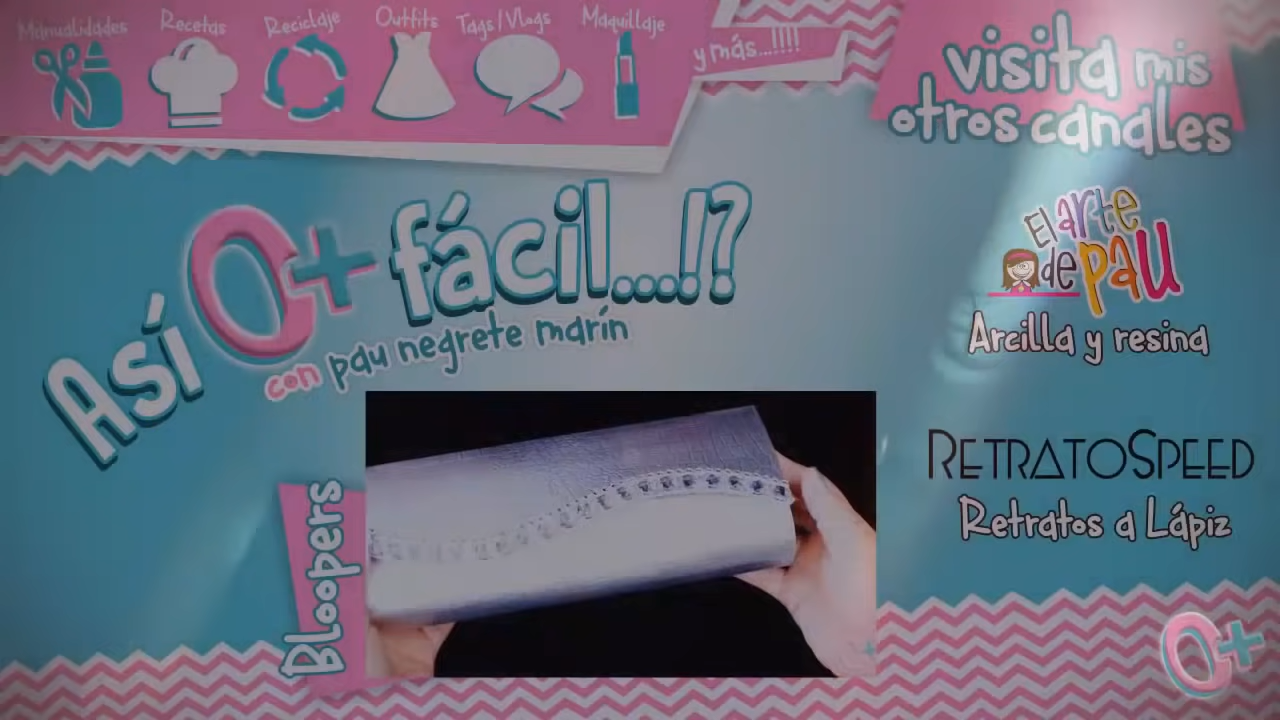 Manualidades
Recetas
Reciclaje
Outfits
Tags/Vlogs
Maquillaje
y más...!!!!
visita mis
otros canales
Así O+ fácil...!?
con pau negrete marín
El arte
de pau
Arcilla y resina
RETRATOSPEED
Retratos a Lápiz
Bloopers
O+